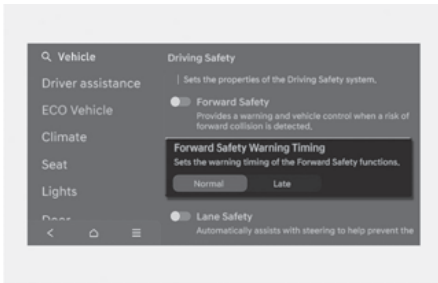 Vehicle
Driver assistance
ECO Vehicle
Climate
Seat
Lights
Door
Driving Safety
Sets the properties of the Driving Safety system.
Forward Safety
Provides a warning and vehicle control when a risk of
forward collision is detected.
Forward Safety Warning Timing
Sets the warning timing of the Forward Safety functions.
Normal
Late
Lane Safety
Automatically assists with steering to help prevent the